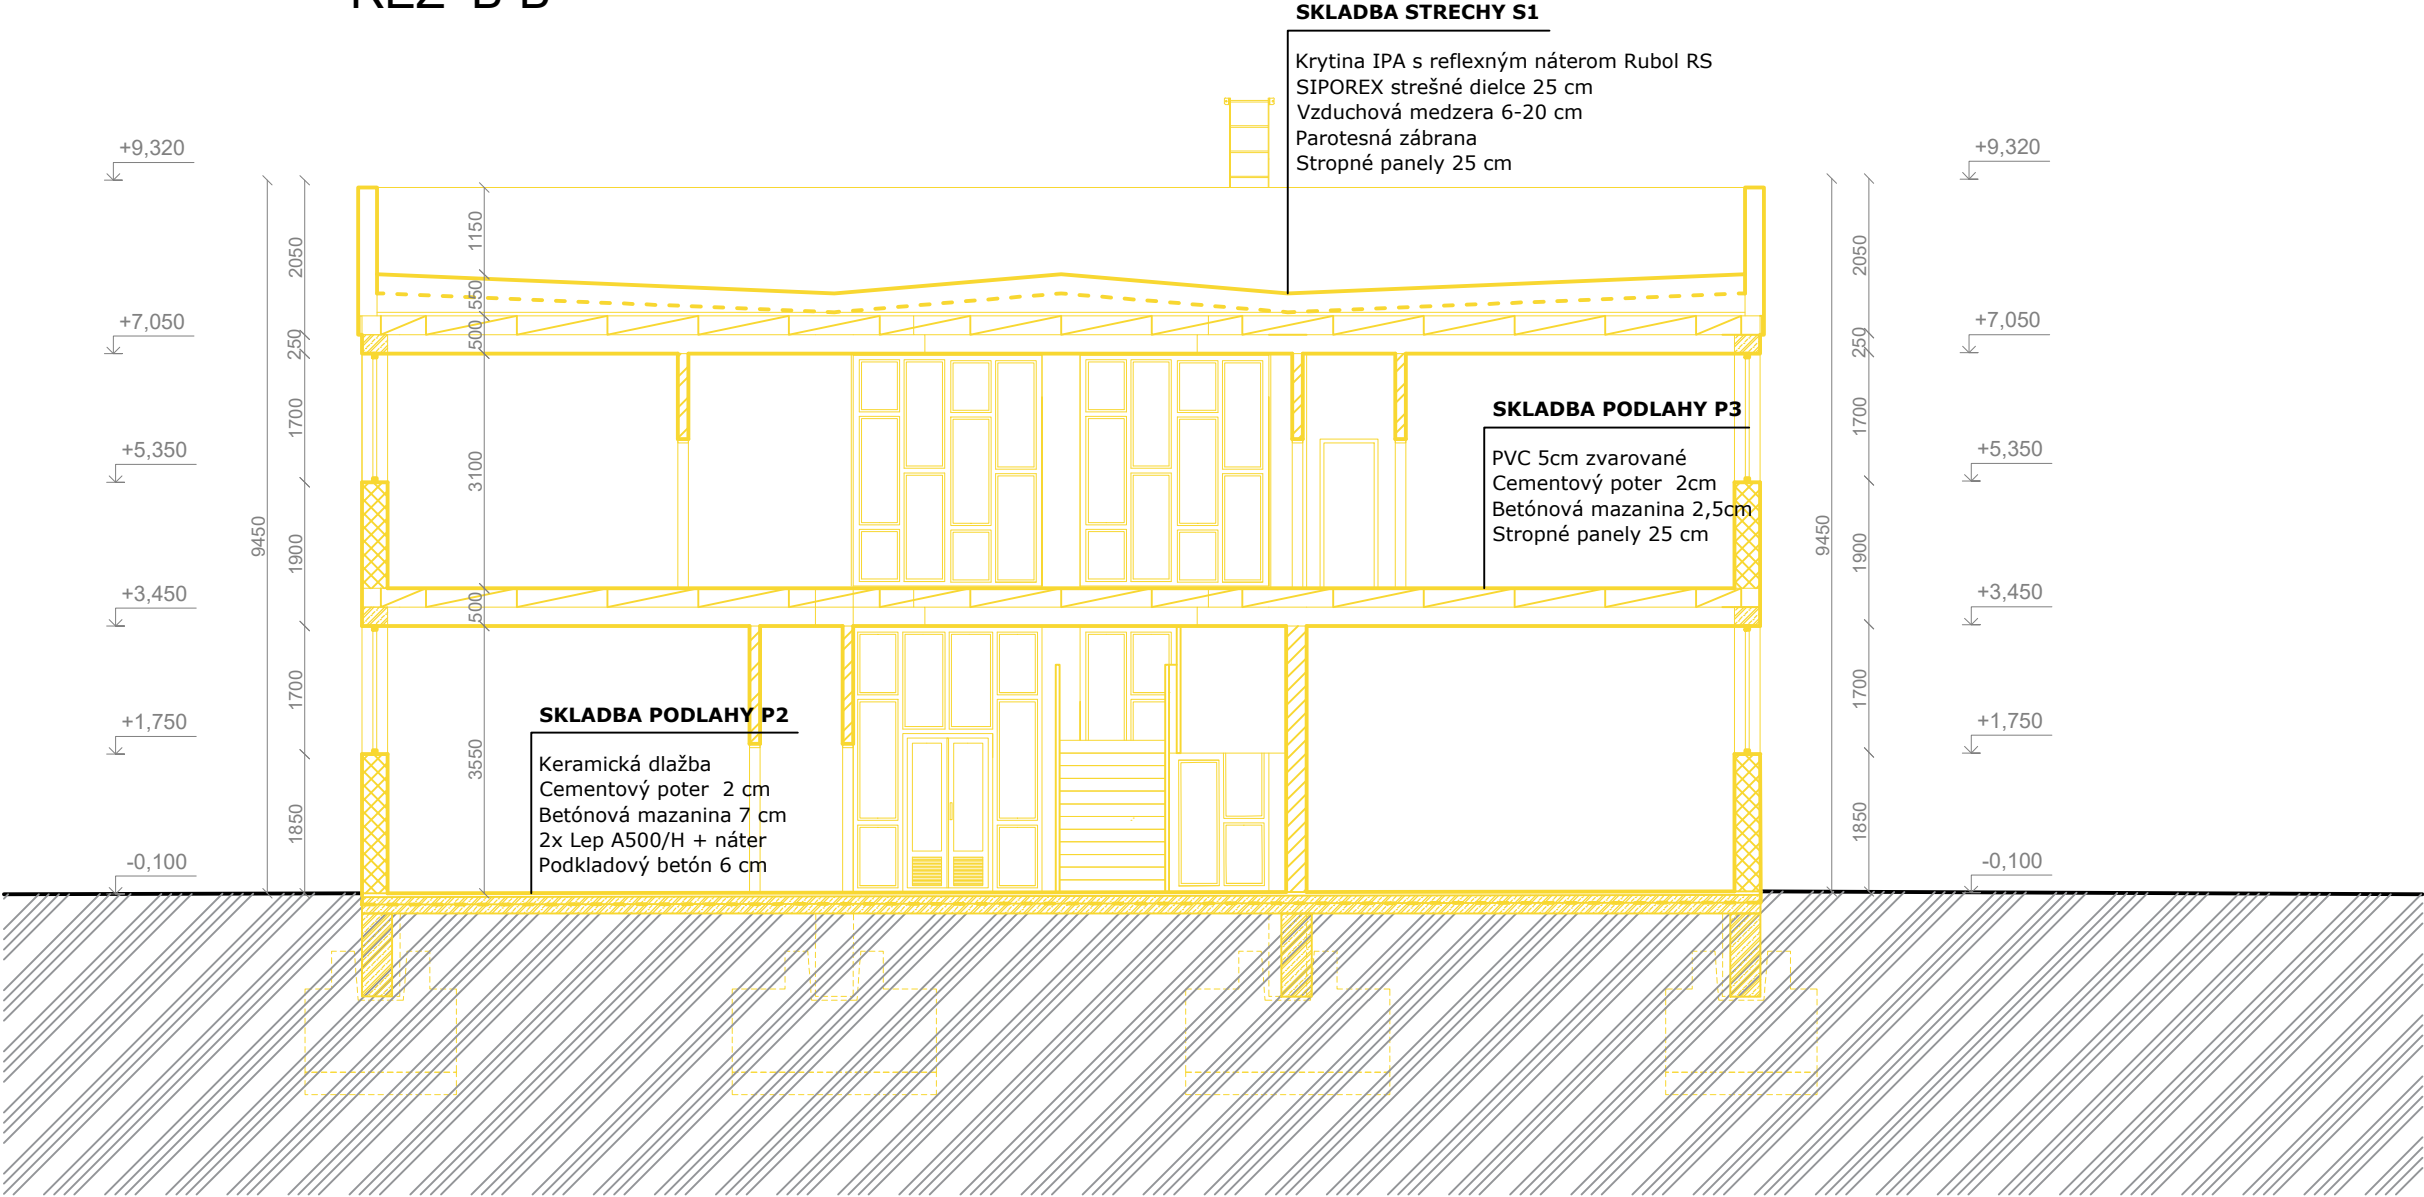 REZ B-B
SKLADBA STRECHY S1
Krytina IPA s reflexným náterom Rubol RS
SIPOREX strešné dielce 25 cm
Vzduchová medzera 6-20 cm
Parotesná zábrana
Stropné panely 25 cm
+9,320
+9,320
2050
1150
2050
550
+7,050
500
250
+7,050
250
1700
1700
SKLADBA PODLAHY P3
PVC 5cm zvarované
Cementový poter 2cm
Betónová mazanina 2,5cm
Stropné panely 25 cm
+5,350
3100
+5,350
9450
1900
9450
1900
+3,450
500
+3,450
1700
1700
SKLADBA PODLAHY P2
Keramická dlažba
Cementový poter 2 cm
Betónová mazanina 7 cm
2x Lep A500/H + náter
Podkladový betón 6 cm
+1,750
3550
+1,750
1850
1850
-0,100
-0,100